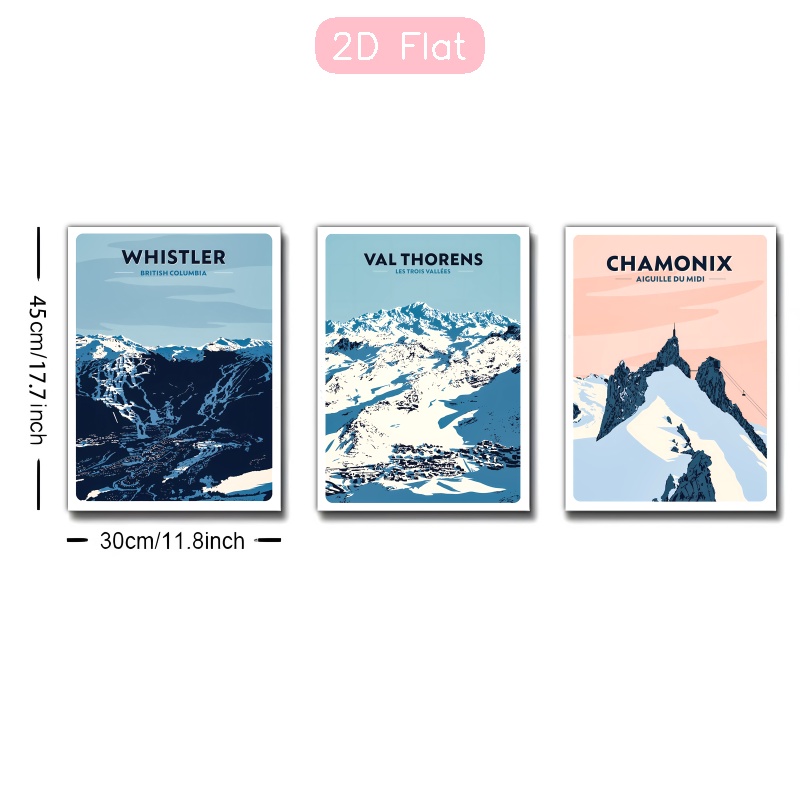 2D Flat
WHISTLER
BRITISH COLUMBIA
VAL THORENS
LES TROIS VALLÉES
CHAMONIX
AIGUILLE DU MIDI
45cm/17.7inch
30cm/11.8inch